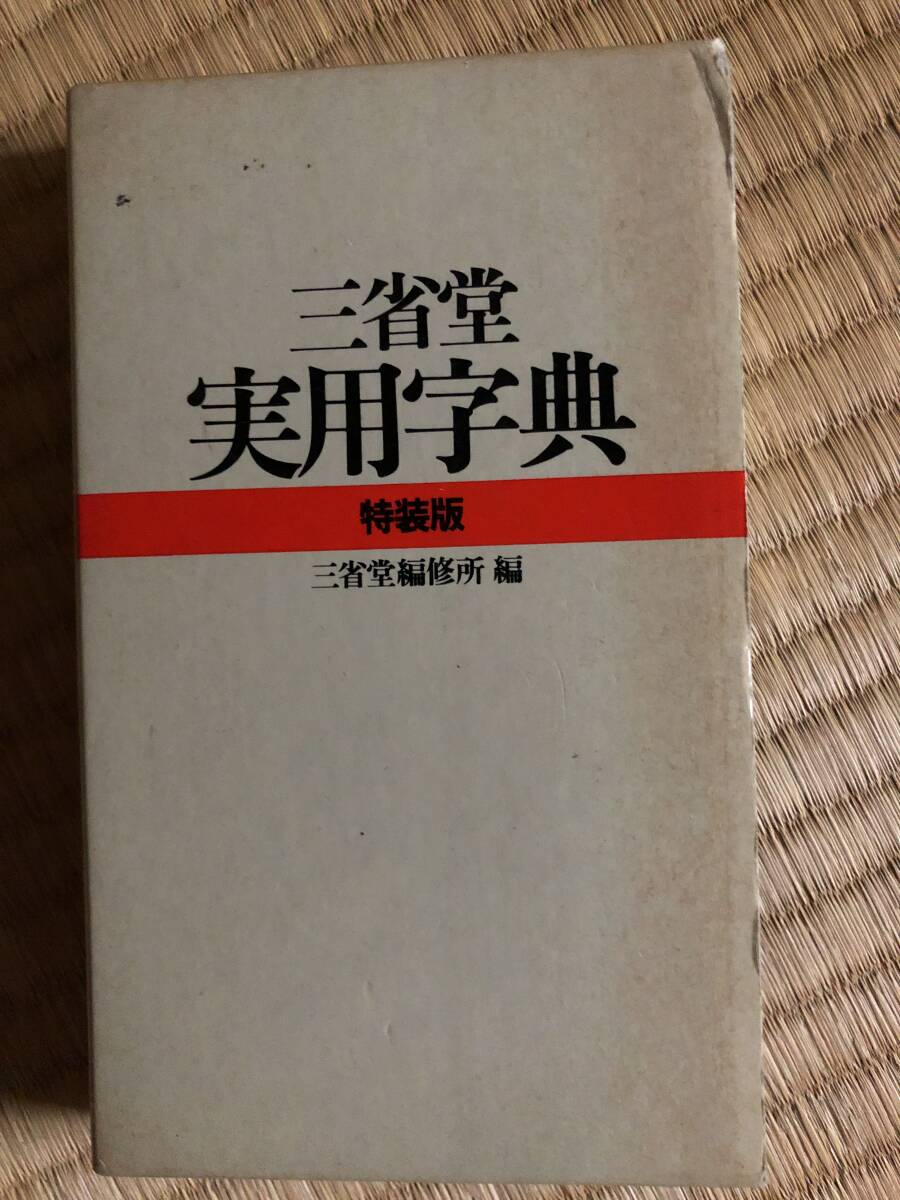 三省堂
実用字典
特装版
三省堂編修所 編